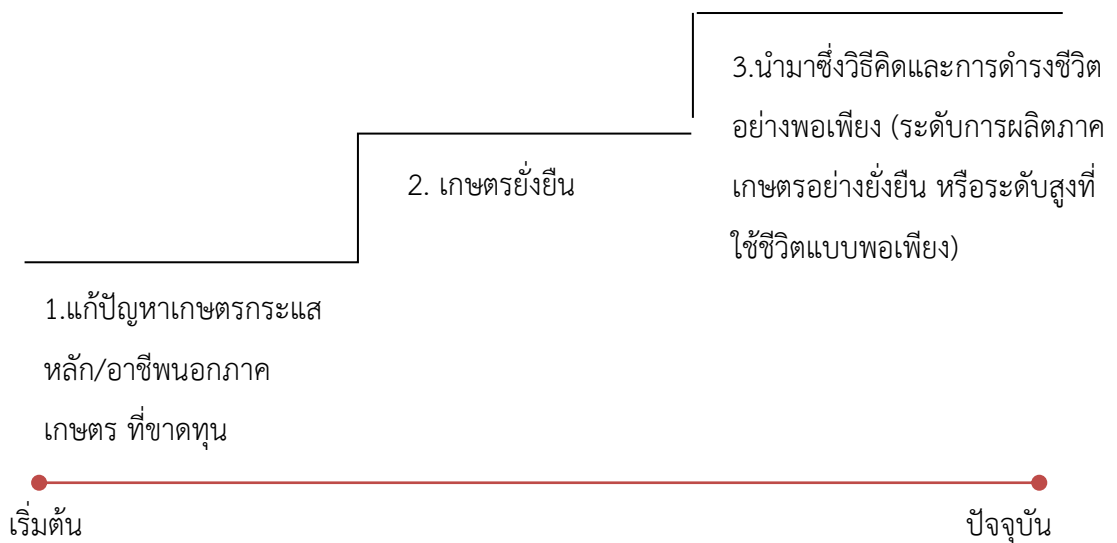 3.นำมาซึ่งวิธีคิดและการดำรงชีวิต
อย่างพอเพียง (ระดับการผลิตภาค
เกษตรอย่างยั่งยืน หรือระดับสูงที่
ใช้ชีวิตแบบพอเพียง)
2. เกษตรยั่งยืน
1.แก้ปัญหาเกษตรกระแส
หลัก/อาชีพนอกภาค
เกษตร ที่ขาดทุน
เริ่มต้น
ปัจจุบัน